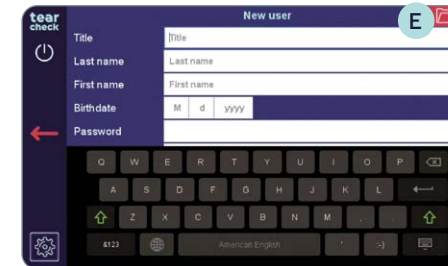 tear
check
New user
E
Title
Title
Last name
Last name
First name
First name
Birthdate
M d yyyy
Password
Q W E R T Y U I O P
A S D F G H J K L
Z X C V B N M , .
&123 American English ' :-)